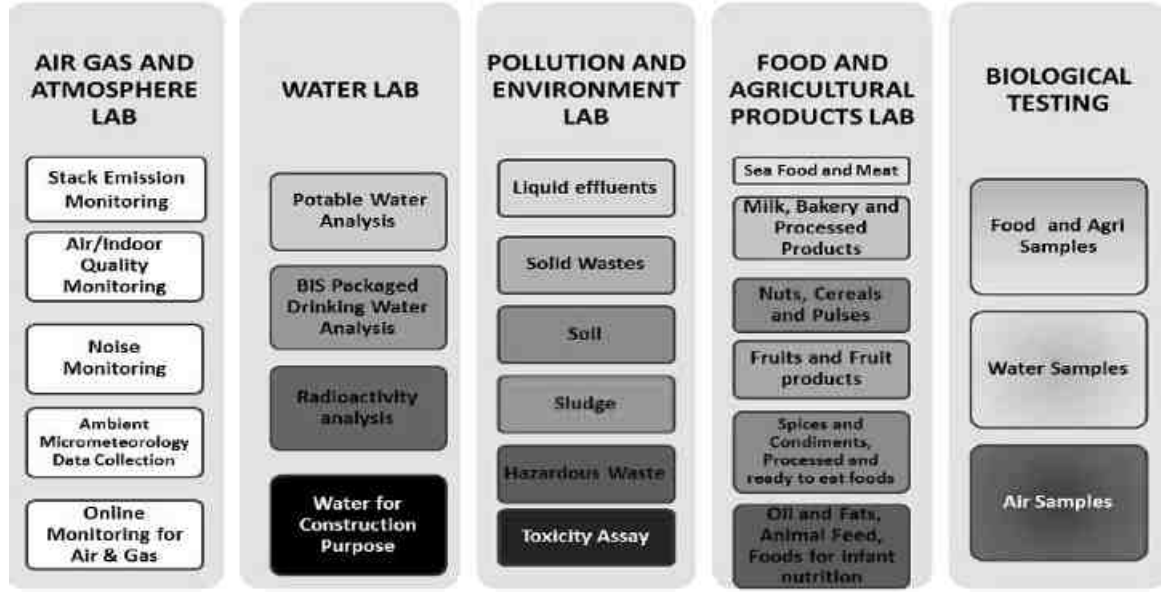 AIR GAS AND
ATMOSPHERE
LAB
Stack Emission
Monitoring
Air/Indoor
Quality
Monitoring
Noise
Monitoring
Ambient
Micrometeorology
Data Collection
Online
Monitoring for
Air & Gas
WATER LAB
Potable Water
Analysis
BIS Packaged
Drinking Water
Analysis
Radioactivity
analysis
Water for
Construction
Purpose
POLLUTION AND
ENVIRONMENT
LAB
Liquid effluents
Solid Wastes
Soil
Sludge
Hazardous Waste
Toxicity Assay
FOOD AND
AGRICULTURAL
PRODUCTS LAB
Sea Food and Meat
Milk, Bakery and
Processed
Products
Nuts, Cereals
and Pulses
Fruits and Fruit
products
Spices and
Condiments,
Processed and
ready to eat foods
Oil and Fats,
Animal Feed,
Foods for infant
nutrition
BIOLOGICAL
TESTING
Food and Agri
Samples
Water Samples
Air Samples